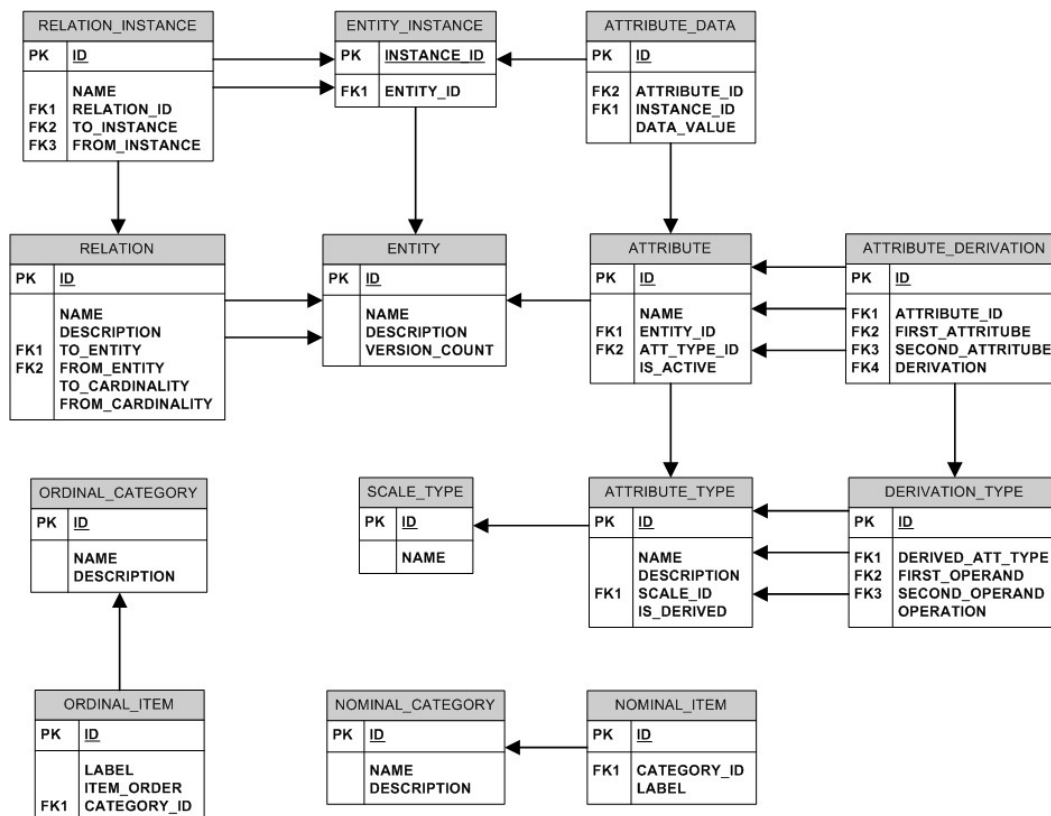 RELATION_INSTANCE
PK ID
NAME
FK1 RELATION_ID
FK2 TO_INSTANCE
FK3 FROM_INSTANCE
ENTITY_INSTANCE
PK INSTANCE_ID
FK1 ENTITY_ID
ATTRIBUTE_DATA
PK ID
FK2 ATTRIBUTE_ID
FK1 INSTANCE_ID
DATA_VALUE
RELATION
PK ID
NAME
DESCRIPTION
FK1 TO_ENTITY
FK2 FROM_ENTITY
TO_CARDINALITY
FROM_CARDINALITY
ENTITY
PK ID
NAME
DESCRIPTION
VERSION_COUNT
ATTRIBUTE
PK ID
NAME
FK1 ENTITY_ID
FK2 ATT_TYPE_ID
IS_ACTIVE
ATTRIBUTE_DERIVATION
PK ID
FK1 ATTRIBUTE_ID
FK2 FIRST_ATTRITUBE
FK3 SECOND_ATTRITUBE
FK4 DERIVATION
ORDINAL_CATEGORY
PK ID
NAME
DESCRIPTION
SCALE_TYPE
PK ID
NAME
ATTRIBUTE_TYPE
PK ID
NAME
DESCRIPTION
FK1 SCALE_ID
IS_DERIVED
DERIVATION_TYPE
PK ID
FK1 DERIVED_ATT_TYPE
FK2 FIRST_OPERAND
FK3 SECOND_OPERAND
OPERATION
ORDINAL_ITEM
PK ID
LABEL
ITEM_ORDER
FK1 CATEGORY_ID
NOMINAL_CATEGORY
PK ID
NAME
DESCRIPTION
NOMINAL_ITEM
PK ID
FK1 CATEGORY_ID
LABEL